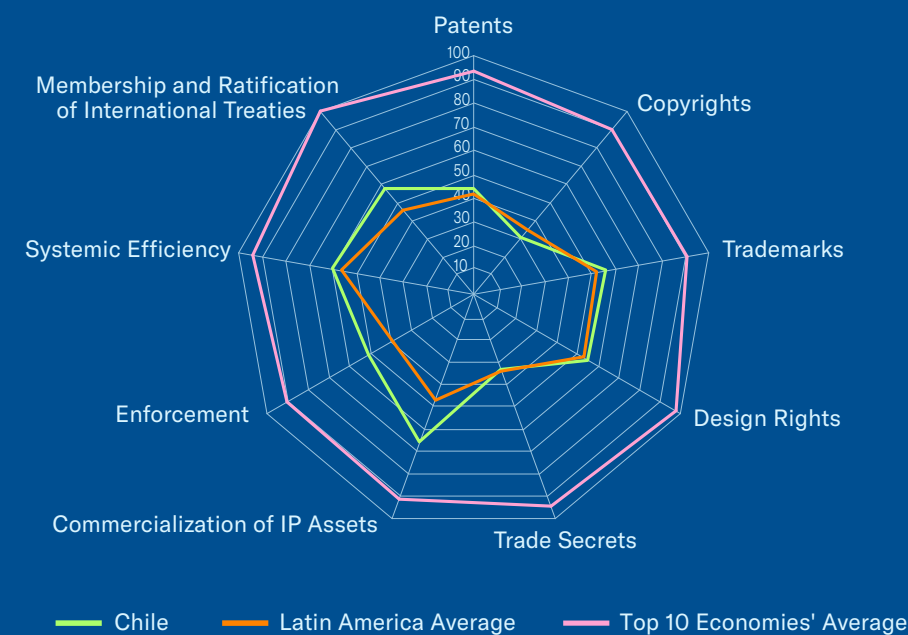 Patents
100
90
80
70
60
50
40
30
20
10
Membership and Ratification
of International Treaties
Copyrights
Systemic Efficiency
Trademarks
Enforcement
Design Rights
Commercialization of IP Assets
Trade Secrets
Chile
Latin America Average
Top 10 Economies' Average